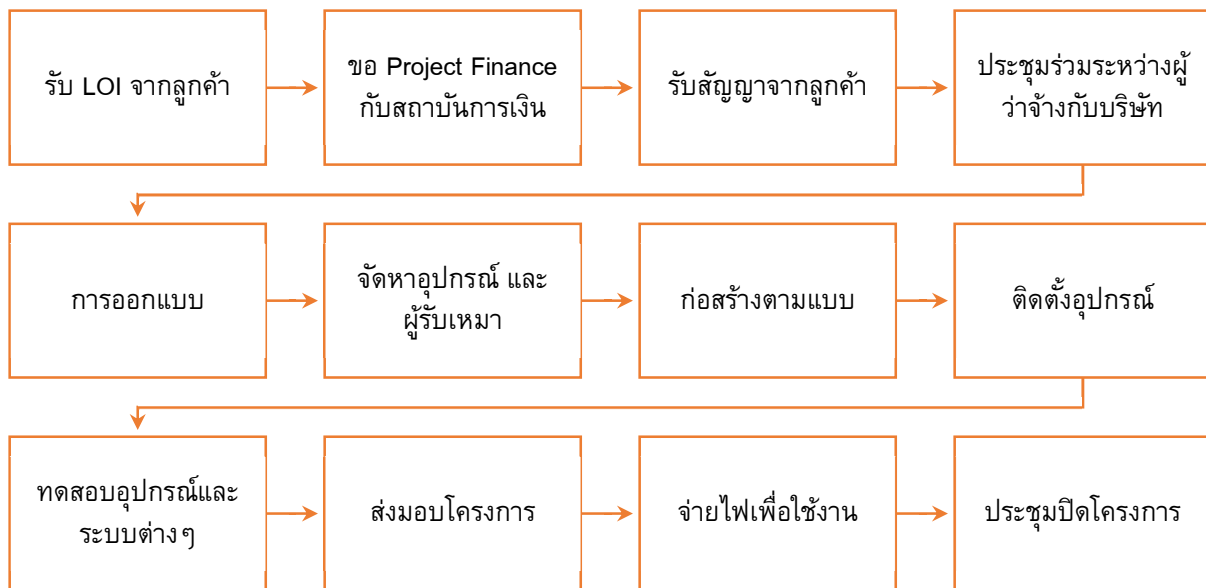 รับ LOI จากลูกค้า
ขอ Project Finance
กับสถาบันการเงิน
รับสัญญาจากลูกค้า
ประชุมร่วมระหว่างผู้
ว่าจ้างกับบริษัท
การออกแบบ
จัดหาอุปกรณ์ และ
ผู้รับเหมา
ก่อสร้างตามแบบ
ติดตั้งอุปกรณ์
ทดสอบอุปกรณ์และ
ระบบต่างๆ
ส่งมอบโครงการ
จ่ายไฟเพื่อใช้งาน
ประชุมปิดโครงการ